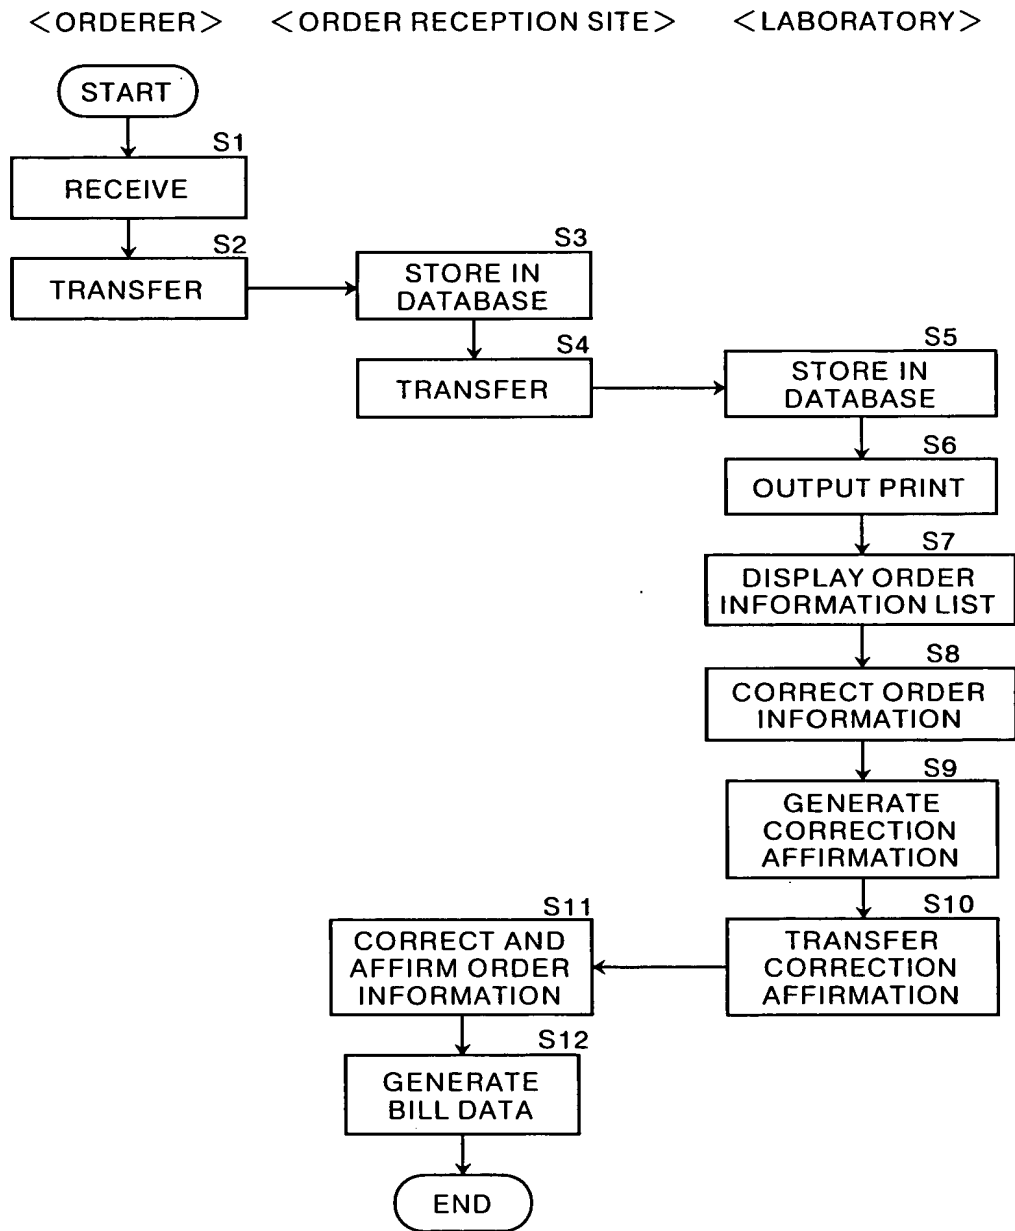 <ORDERER> <ORDER RECEPTION SITE> <LABORATORY>
START
S1
RECEIVE
S2
TRANSFER
S3
STORE IN
DATABASE
S4
TRANSFER
S5
STORE IN
DATABASE
S6
OUTPUT PRINT
S7
DISPLAY ORDER
INFORMATION LIST
S8
CORRECT ORDER
INFORMATION
S9
GENERATE
CORRECTION
AFFIRMATION
S10
TRANSFER
CORRECTION
AFFIRMATION
S11
CORRECT AND
AFFIRM ORDER
INFORMATION
S12
GENERATE
BILL DATA
END